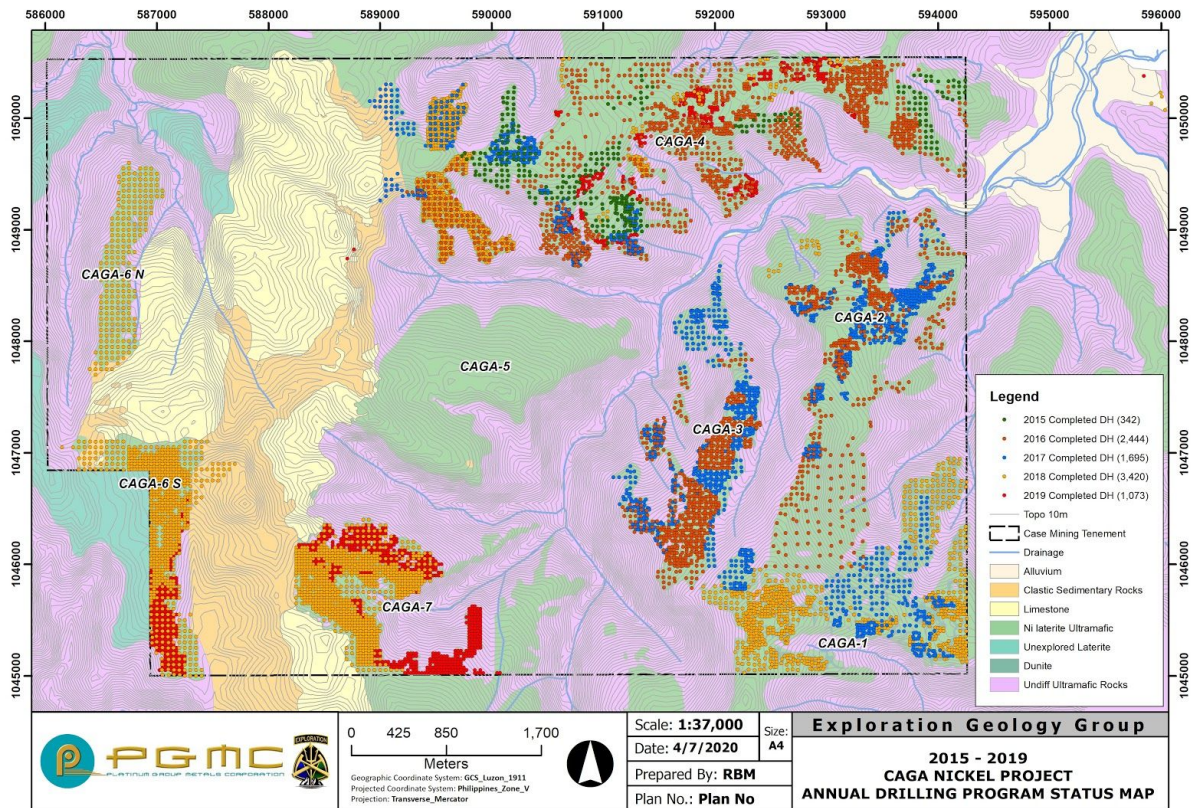 586000 587000 588000 589000 590000 591000 592000 593000 594000 595000 596000
1050000
1049000
1048000
1047000
1046000
1045000
1050000
1049000
1048000
1047000
1046000
1045000
CAGA-4
CAGA-6 N
CAGA-2
CAGA-5
CAGA-3
CAGA-6 S
CAGA-7
CAGA-1
Legend
2015 Completed DH (342)
2016 Completed DH (2,444)
2017 Completed DH (1,695)
2018 Completed DH (3,420)
2019 Completed DH (1,073)
Topo 10m
Case Mining Tenement
Drainage
Alluvium
Clastic Sedimentary Rocks
Limestone
Ni laterite Ultramafic
Unexplored Laterite
Dunite
Undiff Ultramafic Rocks
PGMC
PLATINUM GROUP METALS CORPORATION
EXPLORATION
0 425 850 1,700
Meters
Geographic Coordinate System: GCS_Luzon_1911
Projected Coordinate System: Philippines_Zone_V
Projection: Transverse_Mercator
Scale: 1:37,000
Size: A4
Date: 4/7/2020
Prepared By: RBM
Plan No.: Plan No
Exploration Geology Group
2015 - 2019
CAGA NICKEL PROJECT
ANNUAL DRILLING PROGRAM STATUS MAP